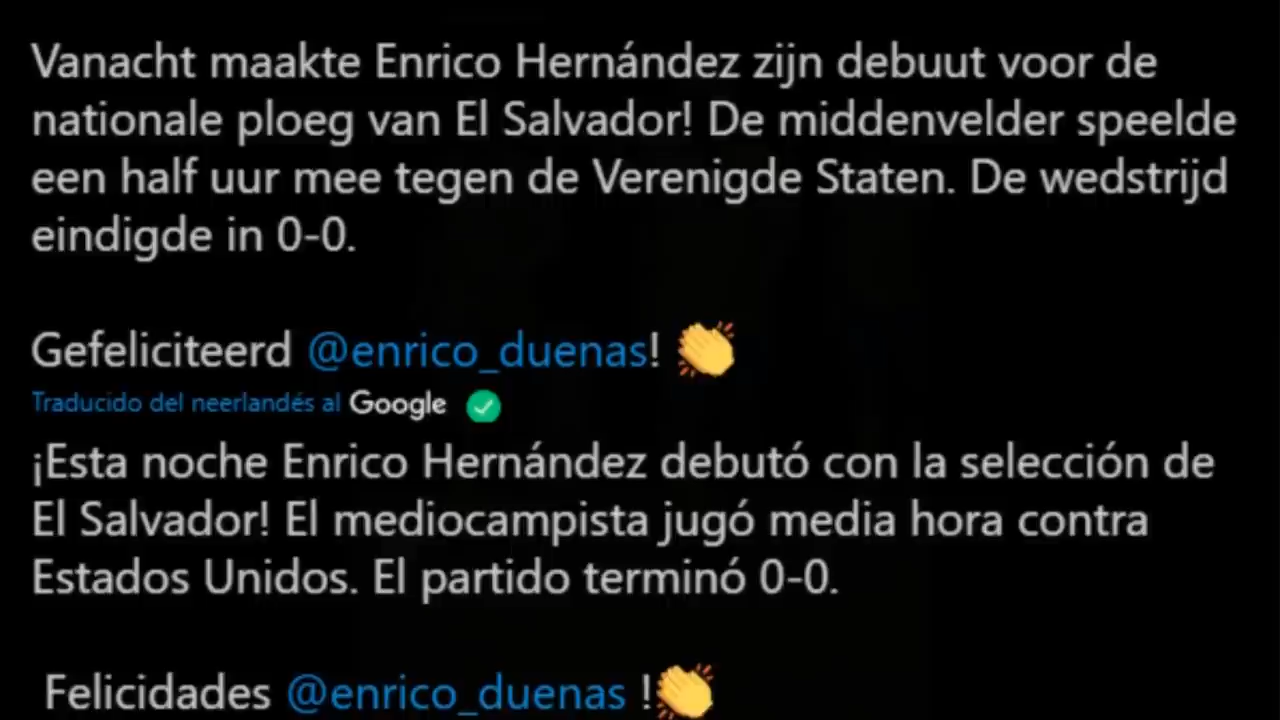 Vanacht maakte Enrico Hernández zijn debuut voor de
nationale ploeg van El Salvador! De middenvelder speelde
een half uur mee tegen de Verenigde Staten. De wedstrijd
eindigde in 0-0.
Gefeliciteerd @enrico_duenas! 👏
Traducido del neerlandés al Google
¡Esta noche Enrico Hernández debutó con la selección de
El Salvador! El mediocampista jugó media hora contra
Estados Unidos. El partido terminó 0-0.
Felicidades @enrico_duenas !👏